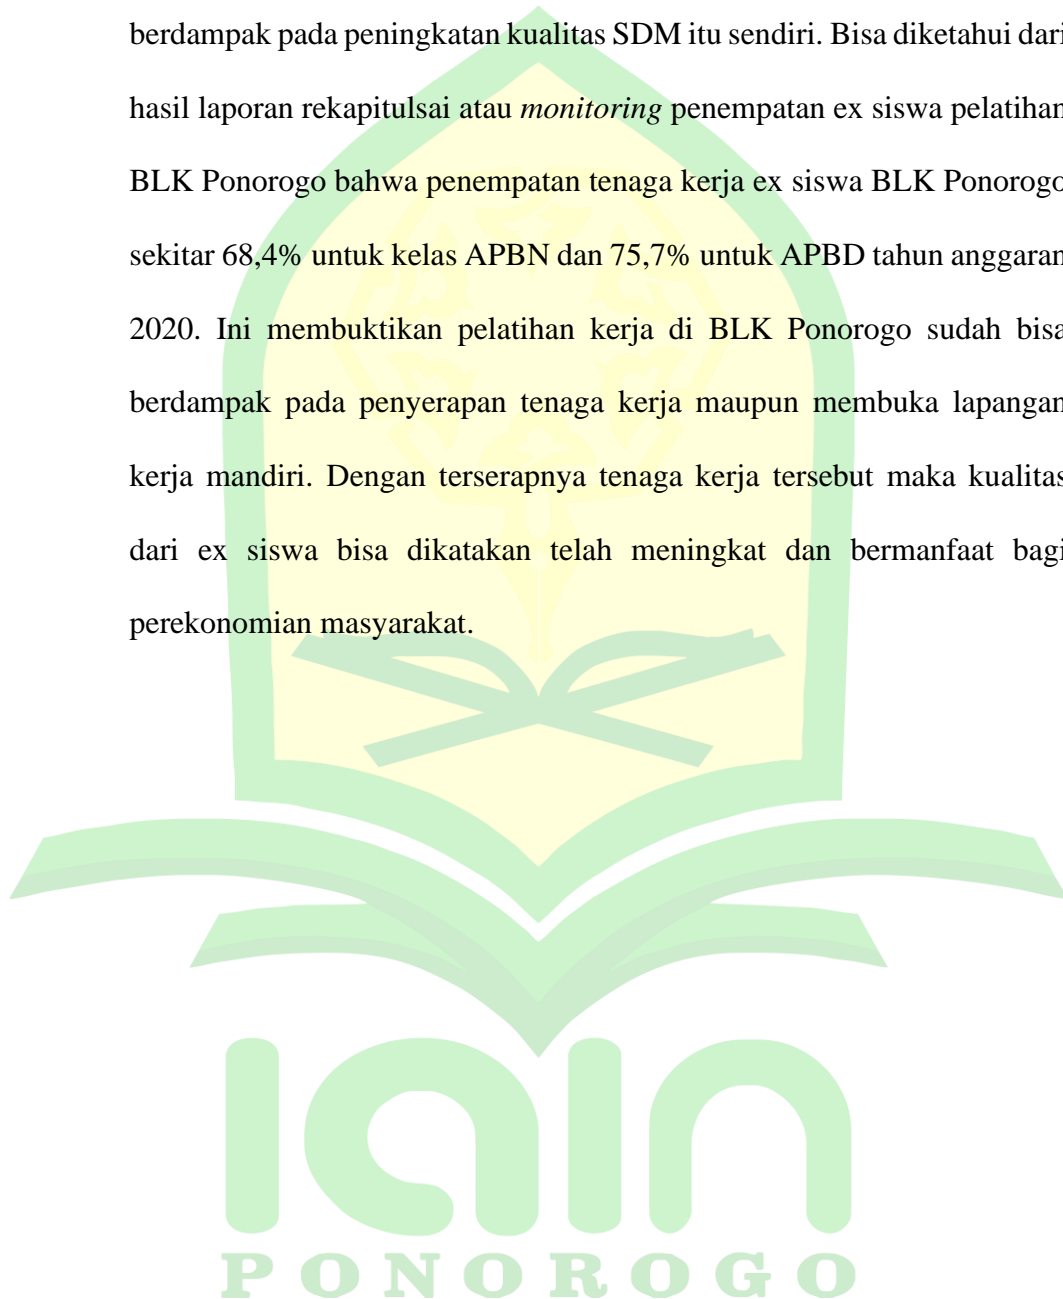 berdampak pada peningkatan kualitas SDM itu sendiri. Bisa diketahui dari
hasil laporan rekapitulsai atau monitoring penempatan ex siswa pelatihan
BLK Ponorogo bahwa penempatan tenaga kerja ex siswa BLK Ponorogo
sekitar 68,4% untuk kelas APBN dan 75,7% untuk APBD tahun anggaran
2020. Ini membuktikan pelatihan kerja di BLK Ponorogo sudah bisa
berdampak pada penyerapan tenaga kerja maupun membuka lapangan
kerja mandiri. Dengan terserapnya tenaga kerja tersebut maka kualitas
dari ex siswa bisa dikatakan telah meningkat dan bermanfaat bagi
perekonomian masyarakat.
iain
PONOROGO